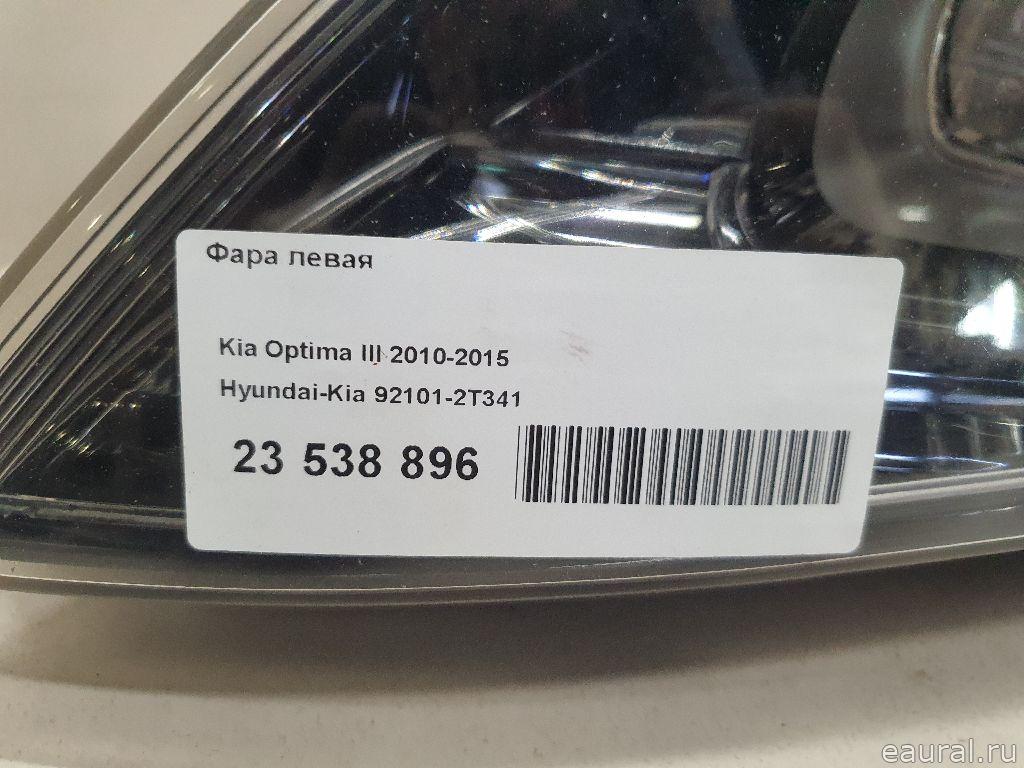 Фара левая
Kia Optima III 2010-2015
Hyundai-Kia 92101-2T341
23 538 896
eaural.ru